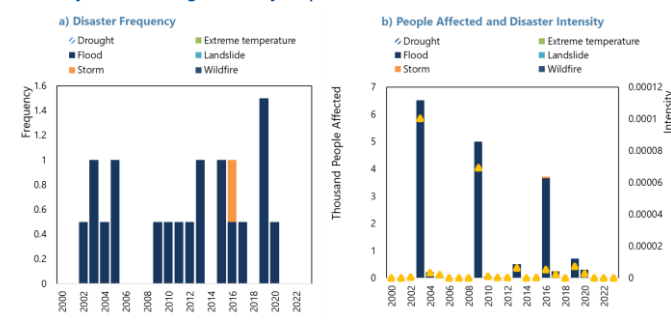 a) Disaster Frequency
Drought
Extreme temperature
Flood
Landslide
Storm
Wildfire
Frequency
1.6
1.4
1.2
1
0.8
0.6
0.4
0.2
0
2000
2002
2004
2006
2008
2010
2012
2014
2016
2018
2020
2022
b) People Affected and Disaster Intensity
Drought
Extreme temperature
Flood
Landslide
Storm
Wildfire
Thousand People Affected
7
6
5
4
3
2
1
0
0.00012
0.0001
0.00008
0.00006
0.00004
0.00002
0
Intensity
2000
2002
2004
2006
2008
2010
2012
2014
2016
2018
2020
2022